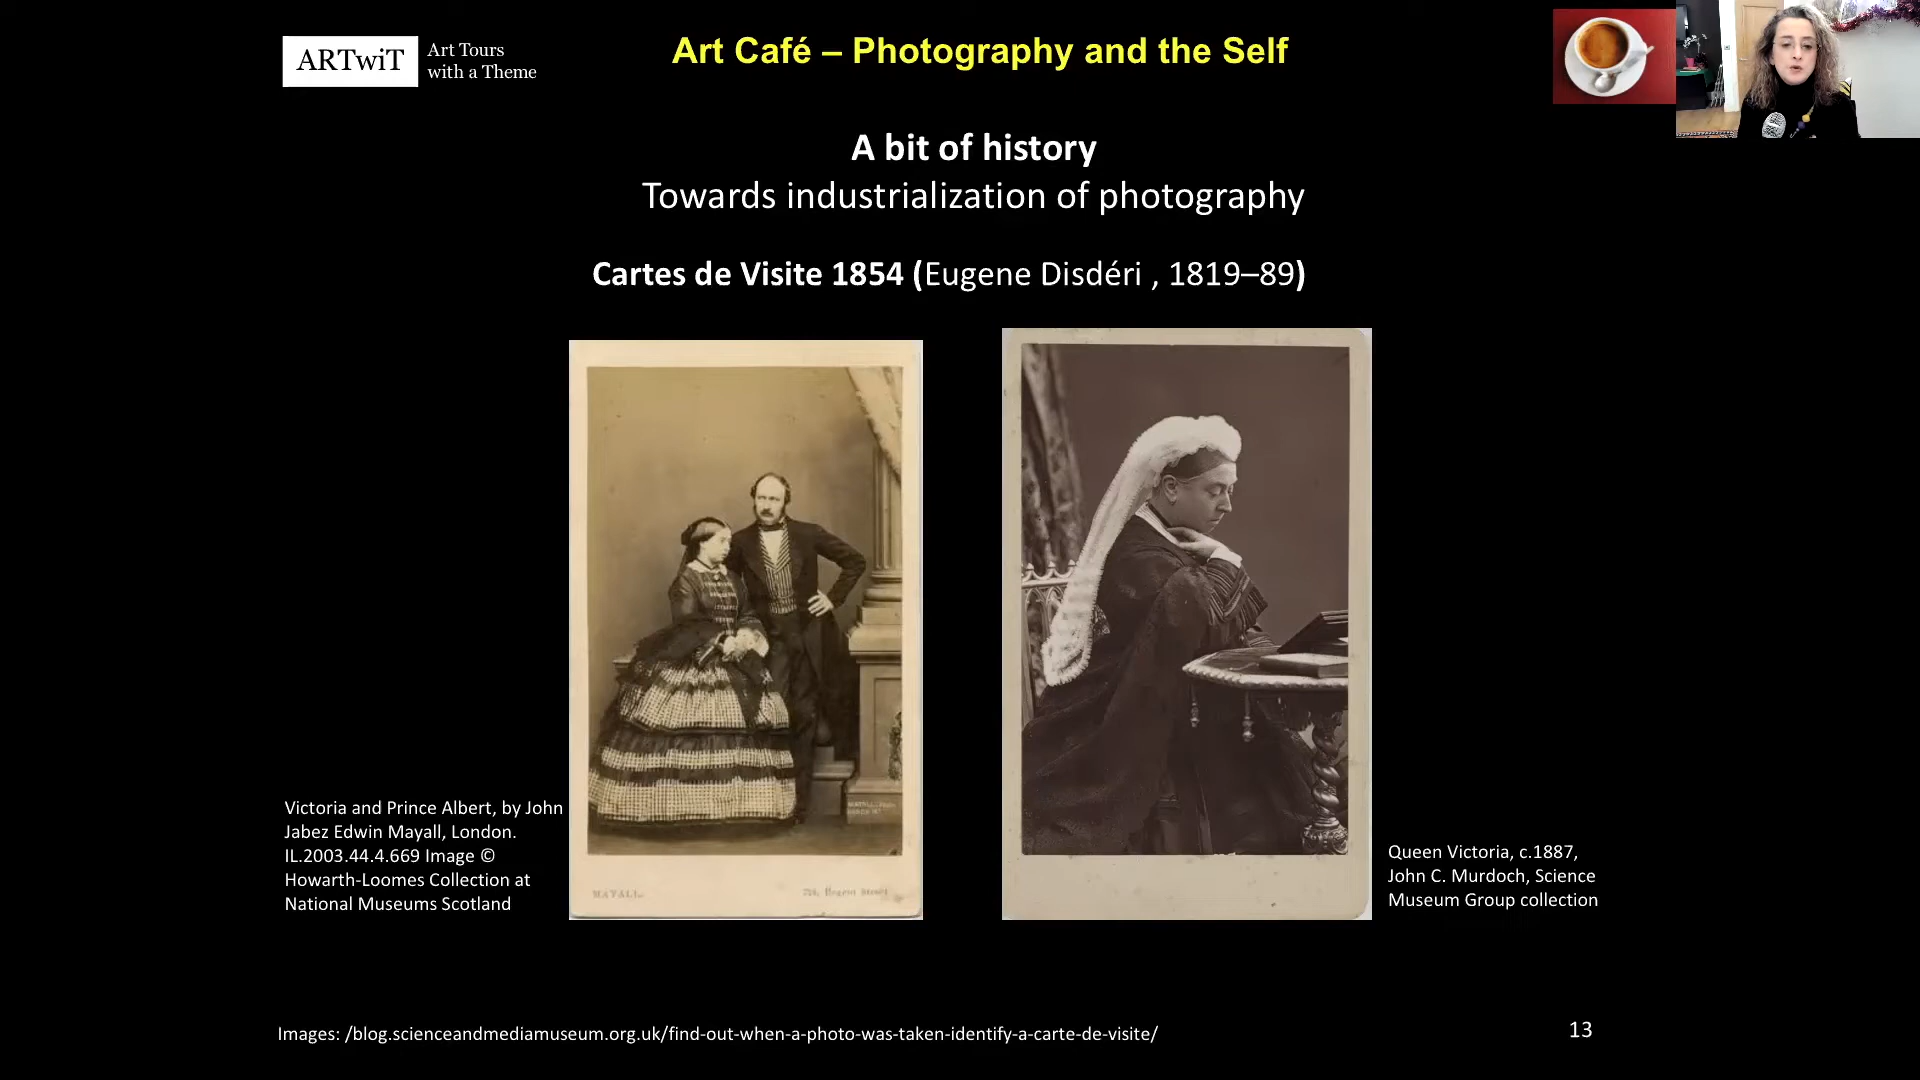 ARTwiT
Art Tours
with a Theme
Art Café – Photography and the Self
A bit of history
Towards industrialization of photography
Cartes de Visite 1854 (Eugene Disdéri , 1819–89)
Victoria and Prince Albert, by John
Jabez Edwin Mayall, London.
IL.2003.44.4.669 Image ©
Howarth-Loomes Collection at
National Museums Scotland
MAYALL.
Regent Street
Queen Victoria, c.1887,
John C. Murdoch, Science
Museum Group collection
Images: /blog.scienceandmediamuseum.org.uk/find-out-when-a-photo-was-taken-identify-a-carte-de-visite/
13